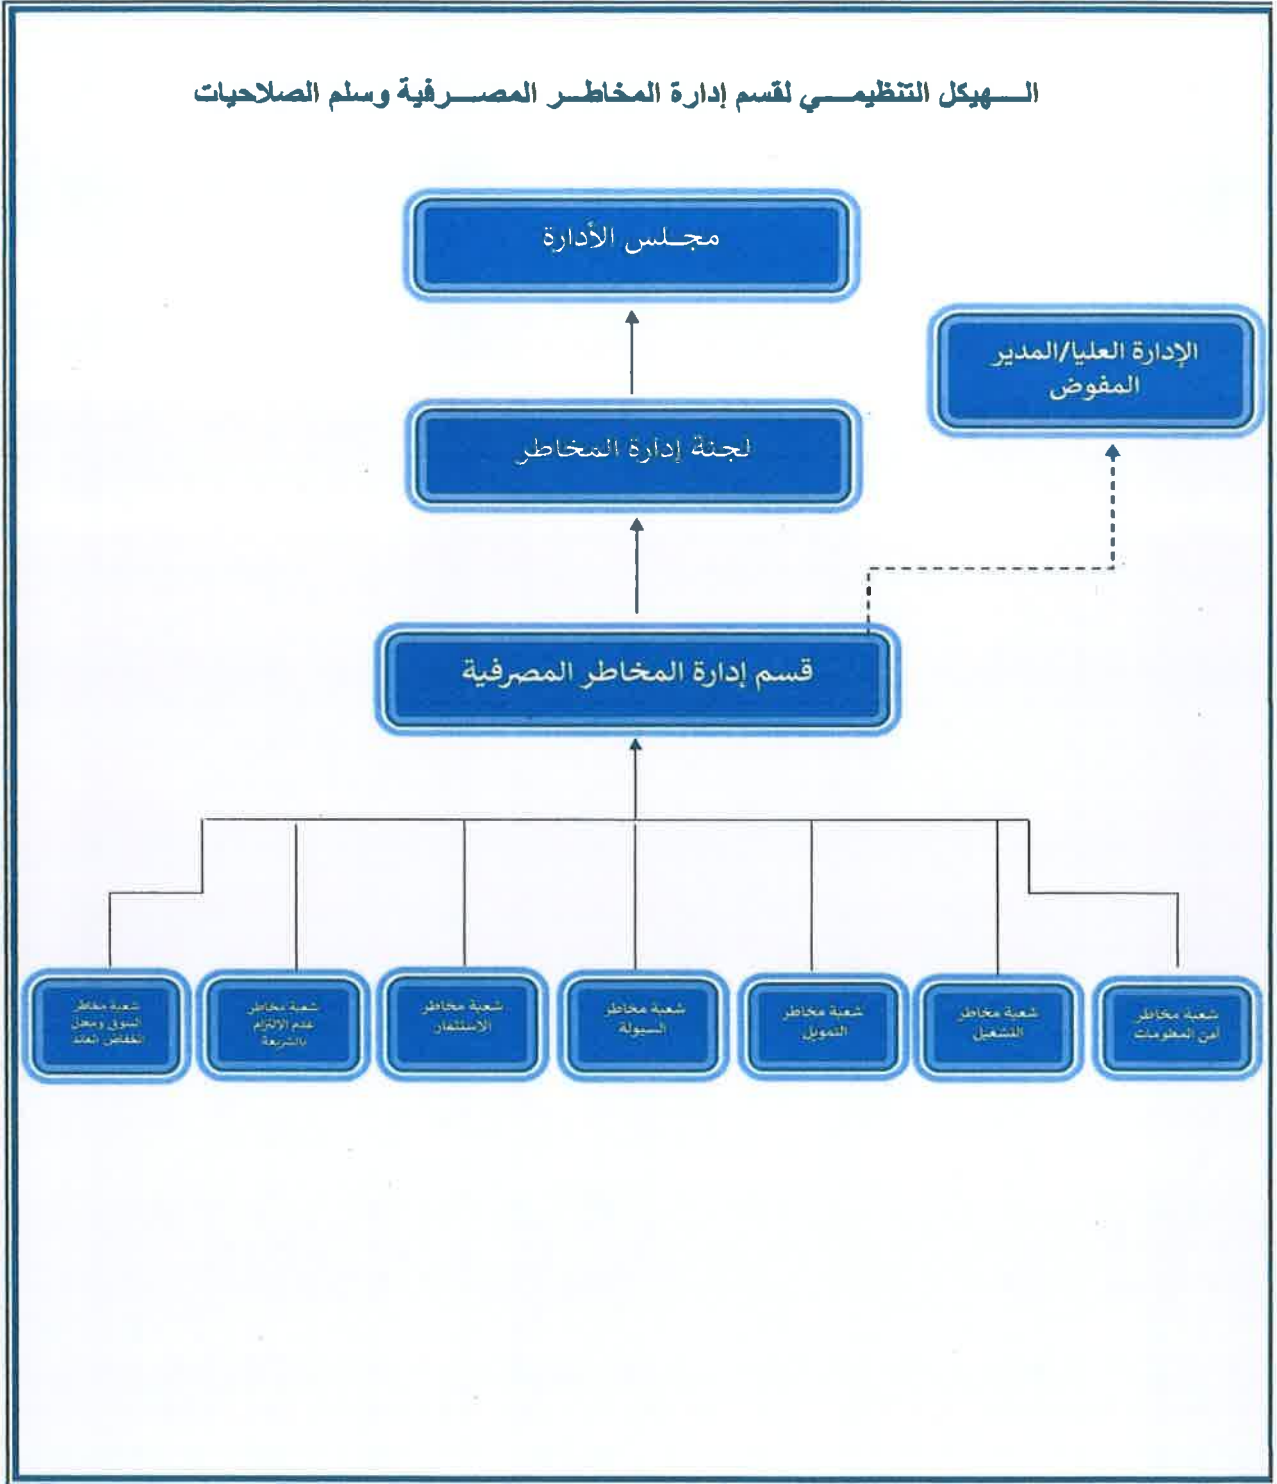 الـــهيكل التنظيمـــي لقسم إدارة المخاطـــر المصـــرفية وسلم الصلاحيات
مجـلس الأدارة
الإدارة العليا/المدير
المفوض
لجنة إدارة المخاطر
قسم إدارة المخاطر المصرفية
شعبة مخاطر
أمن المعلومات
شعبة مخاطر
التشغيل
شعبة مخاطر
التمويل
شعبة مخاطر
السيولة
شعبة مخاطر
الاستثمار
شعبة مخاطر
عدم الالتزام
بالشريعة
شعبة مخاطر
السوق ومعدل
انخفاض العائد